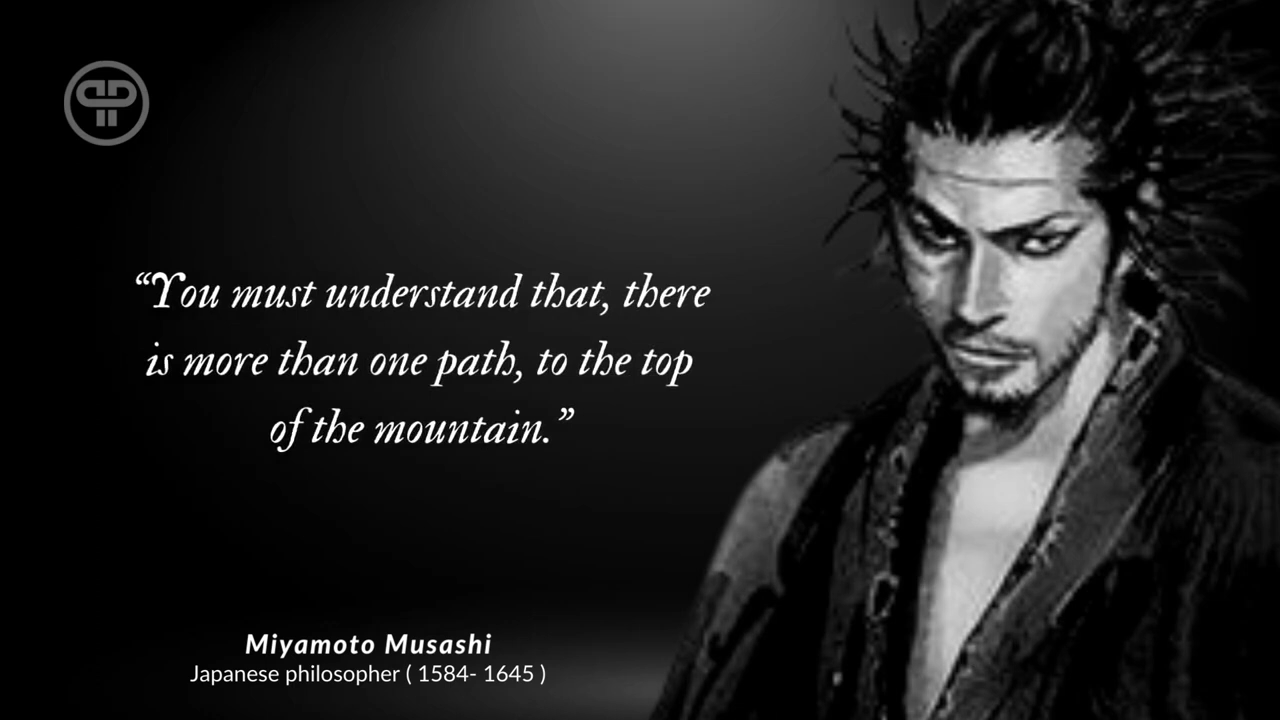 “You must understand that, there
is more than one path, to the top
of the mountain.”
Miyamoto Musashi
Japanese philosopher ( 1584- 1645 )